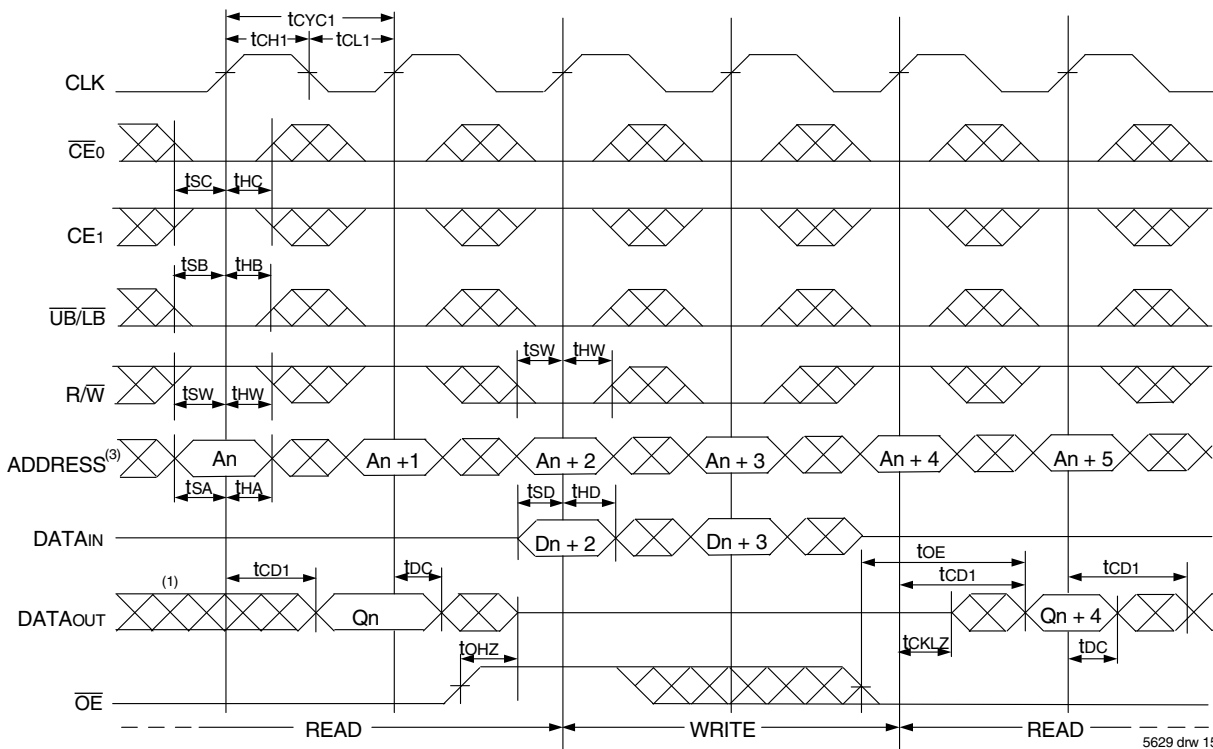 tCYC1
tCH1 tCL1
CLK
CE0
tSC tHC
CE1
tSB tHB
UB/LB
tSW tHW
R/W
tSW tHW
ADDRESS(3) An An +1 An + 2 An + 3 An + 4 An + 5
tSA tHA tSD tHD
DATAIN Dn + 2 Dn + 3
tOE
(1) tCD1 tDC tCD1 tCD1
DATAOUT Qn Qn + 4
tOHZ tCKLZ tDC
OE
READ WRITE READ
5629 drw 15